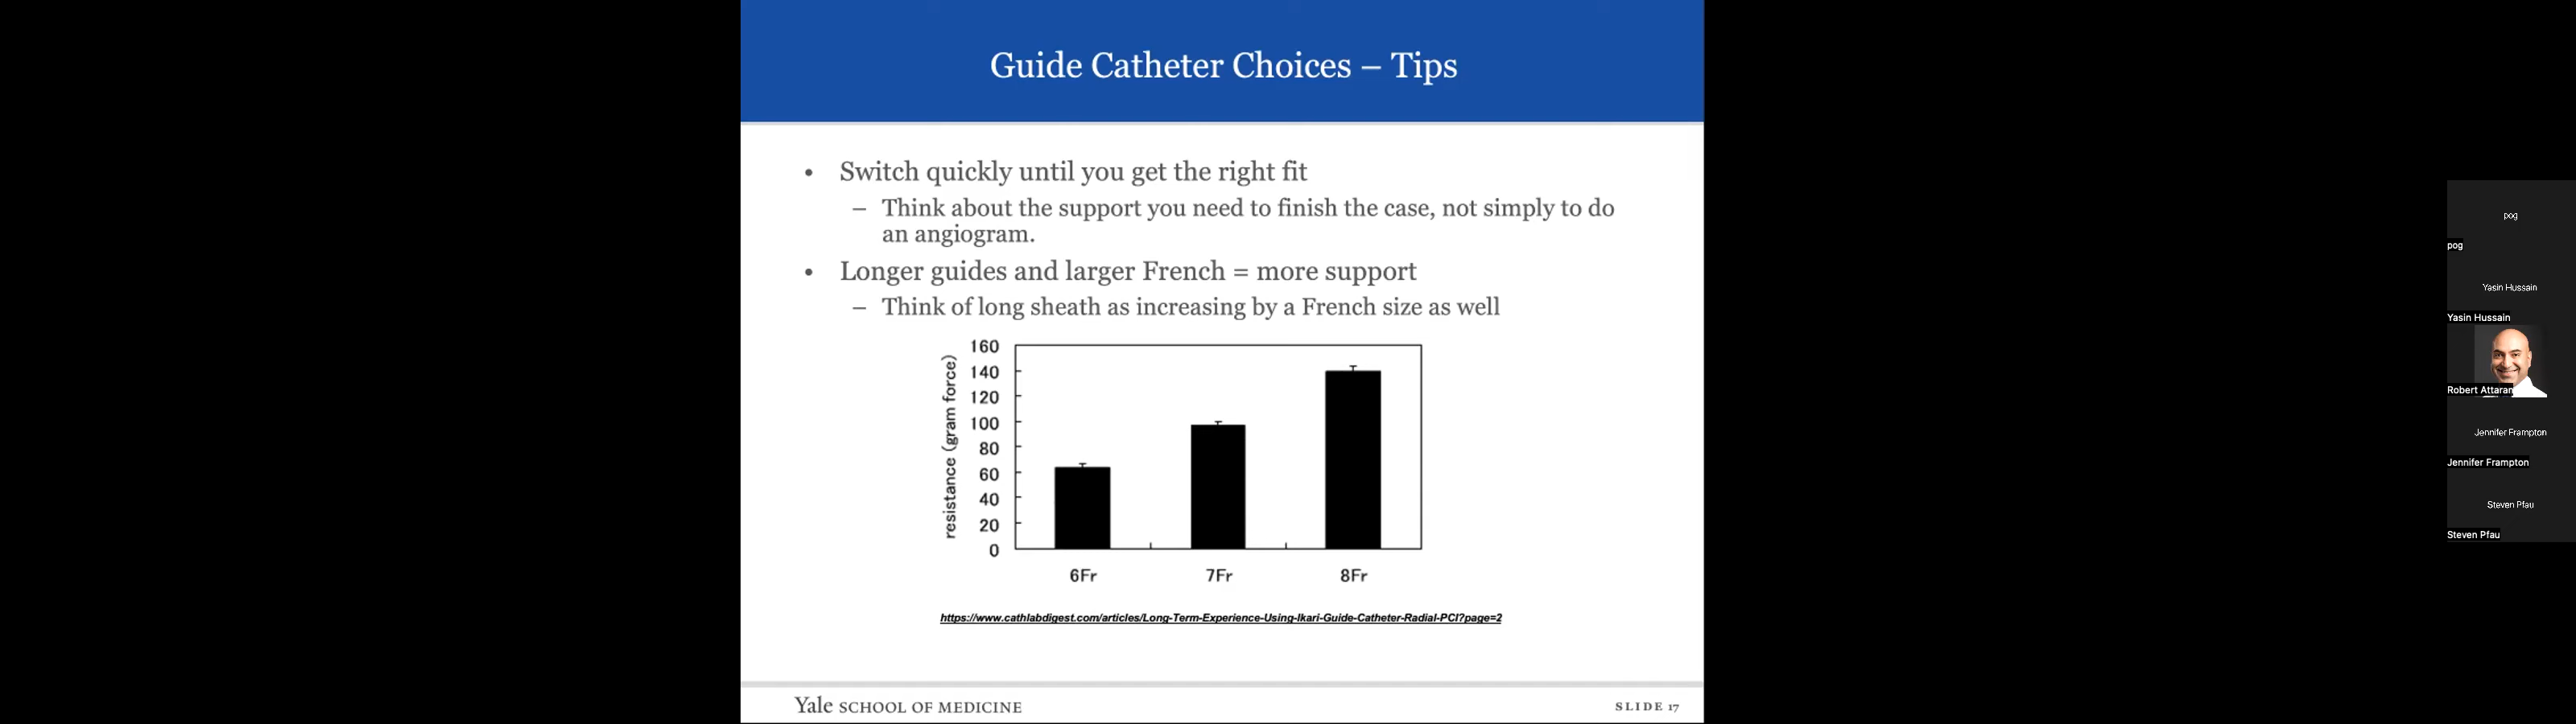 Guide Catheter Choices – Tips
• Switch quickly until you get the right fit
– Think about the support you need to finish the case, not simply to do
an angiogram.
• Longer guides and larger French = more support
– Think of long sheath as increasing by a French size as well
resistance (gram force)
160
140
120
100
80
60
40
20
0
6Fr 7Fr 8Fr
https://www.cathlabdigest.com/articles/Long-Term-Experience-Using-Ikari-Guide-Catheter-Radial-PCI?page=2
Yale SCHOOL OF MEDICINE
SLIDE 17
pog
pog
Yasin Hussain
Yasin Hussain
Robert Attaran
Jennifer Frampton
Jennifer Frampton
Steven Pfau
Steven Pfau